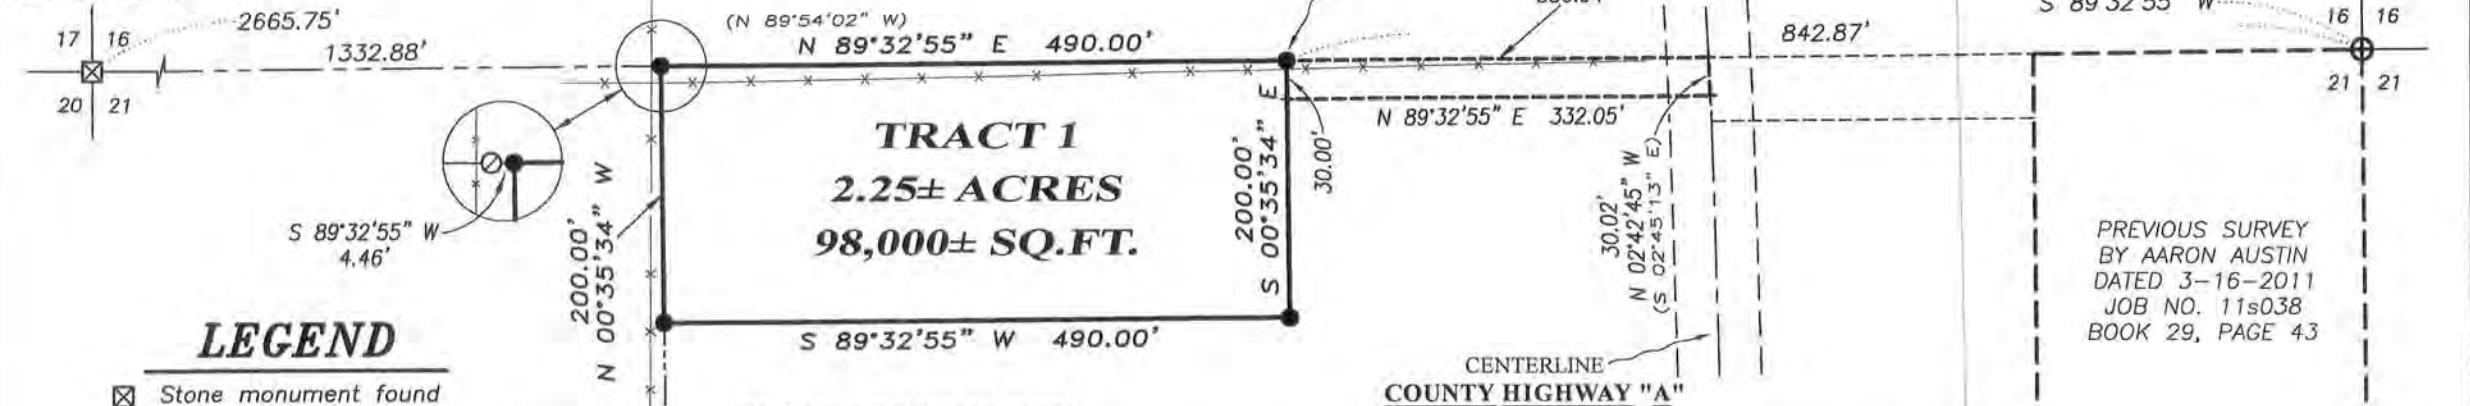 17 16
20 21
2665.75'
1332.88'
(N 89°54'02" W)
N 89°32'55" E 490.00'
842.87'
S 89°32'55" W
16 16
21 21
N 89°32'55" E 332.05'
TRACT 1
2.25± ACRES
98,000± SQ.FT.
200.00'
S 00°35'34" E
30.00'
30.02'
N 02°42'45" W
(S 02°45'13" E)
S 89°32'55" W
4.46'
200.00'
N 00°35'34" W
S 89°32'55" W 490.00'
PREVIOUS SURVEY
BY AARON AUSTIN
DATED 3-16-2011
JOB NO. 11s038
BOOK 29, PAGE 43
LEGEND
Stone monument found
CENTERLINE
COUNTY HIGHWAY "A"